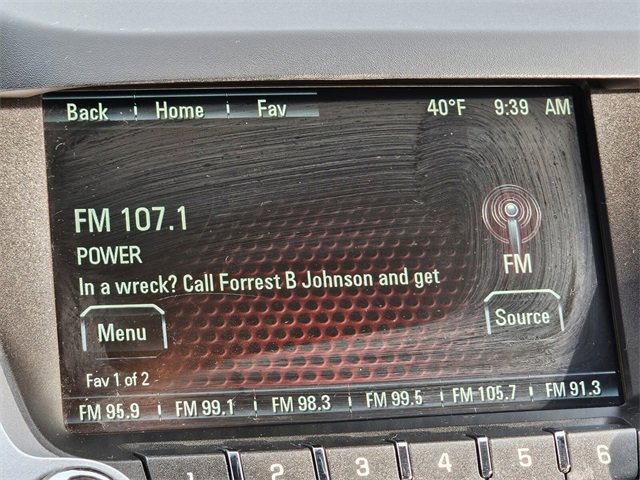 Back Home Fav 40°F 9:39 AM
FM 107.1
POWER
In a wreck? Call Forrest B Johnson and get
FM
Menu Source
Fav 1 of 2
FM 95.9 FM 99.1 FM 98.3 FM 99.5 FM 105.7 FM 91.3
1 2 3 4 5 6